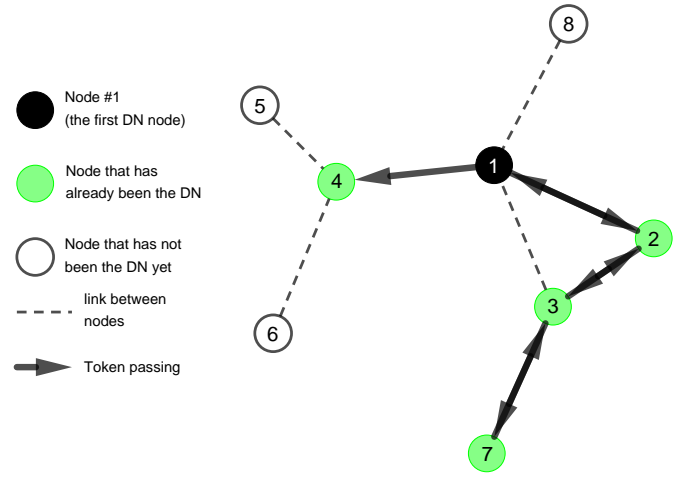 Node #1
(the first DN node)
Node that has
already been the DN
Node that has not
been the DN yet
link between
nodes
Token passing
8
5
1
4
2
3
6
7